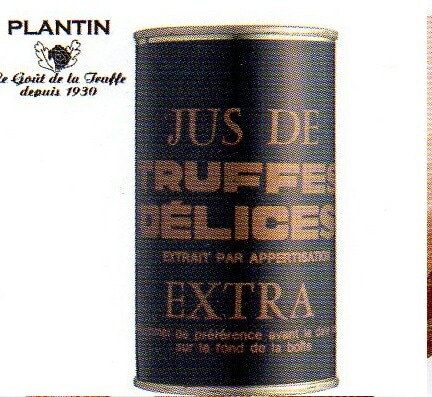 PLANTIN
Le Goût de la Truffe
depuis 1930
JUS DE
TRUFFES
DÉLICES
EXTRAIT PAR APPERTISATION
EXTRA
de préférence avant le
sur le fond de la boîte